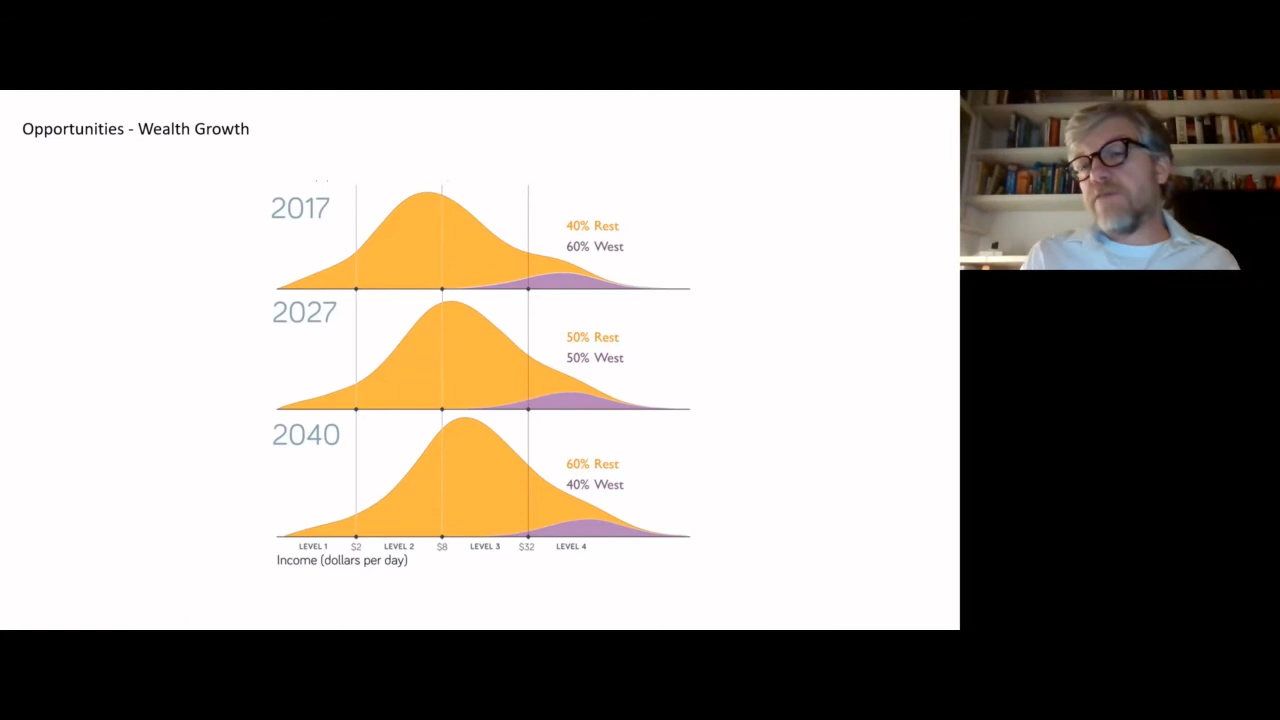 Opportunities - Wealth Growth
2017
40% Rest
60% West
2027
50% Rest
50% West
2040
60% Rest
40% West
LEVEL 1 $2 LEVEL 2 $8 LEVEL 3 $32 LEVEL 4
Income (dollars per day)